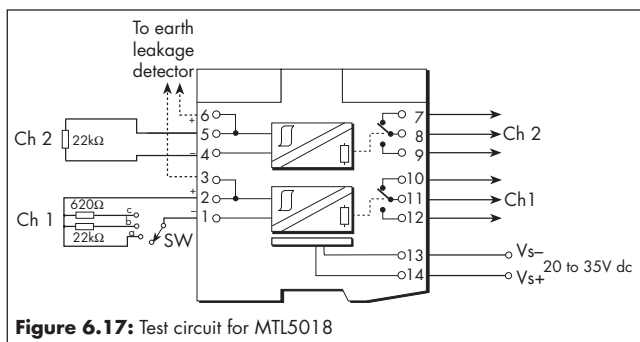 To earth
leakage
detector
6
+
5
Ch 2
22kΩ
−
4
3
+
2
620Ω
c
Ch 1
b
22kΩ
a
SW
−
1
7
8
Ch 2
9
10
11
Ch1
12
13
Vs−
20 to 35V dc
14
Vs+
Figure 6.17: Test circuit for MTL5018